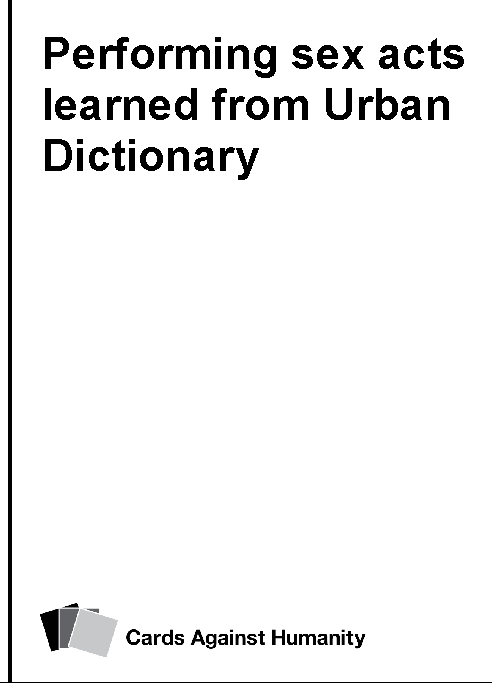 Performing sex acts
learned from Urban
Dictionary
Cards Against Humanity